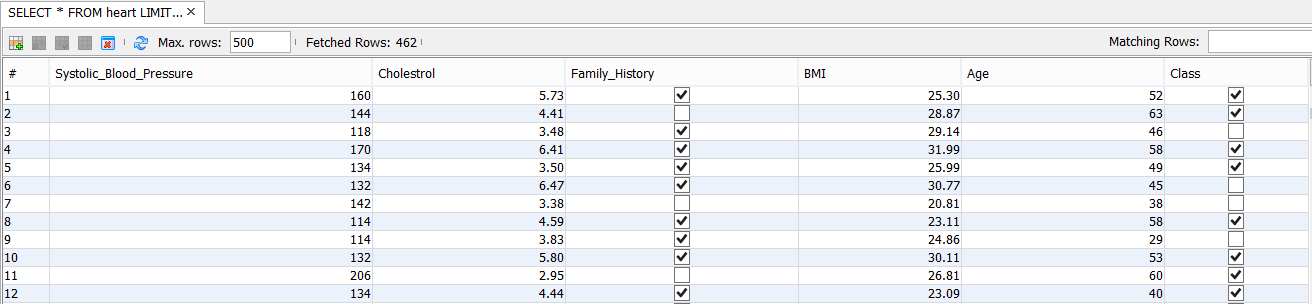 SELECT * FROM heart LIMIT... ×
Max. rows: 500 Fetched Rows: 462 Matching Rows:
# Systolic_Blood_Pressure Cholestrol Family_History BMI Age Class
1 160 5.73 25.30 52
2 144 4.41 28.87 63
3 118 3.48 29.14 46
4 170 6.41 31.99 58
5 134 3.50 25.99 49
6 132 6.47 30.77 45
7 142 3.38 20.81 38
8 114 4.59 23.11 58
9 114 3.83 24.86 29
10 132 5.80 30.11 53
11 206 2.95 26.81 60
12 134 4.44 23.09 40